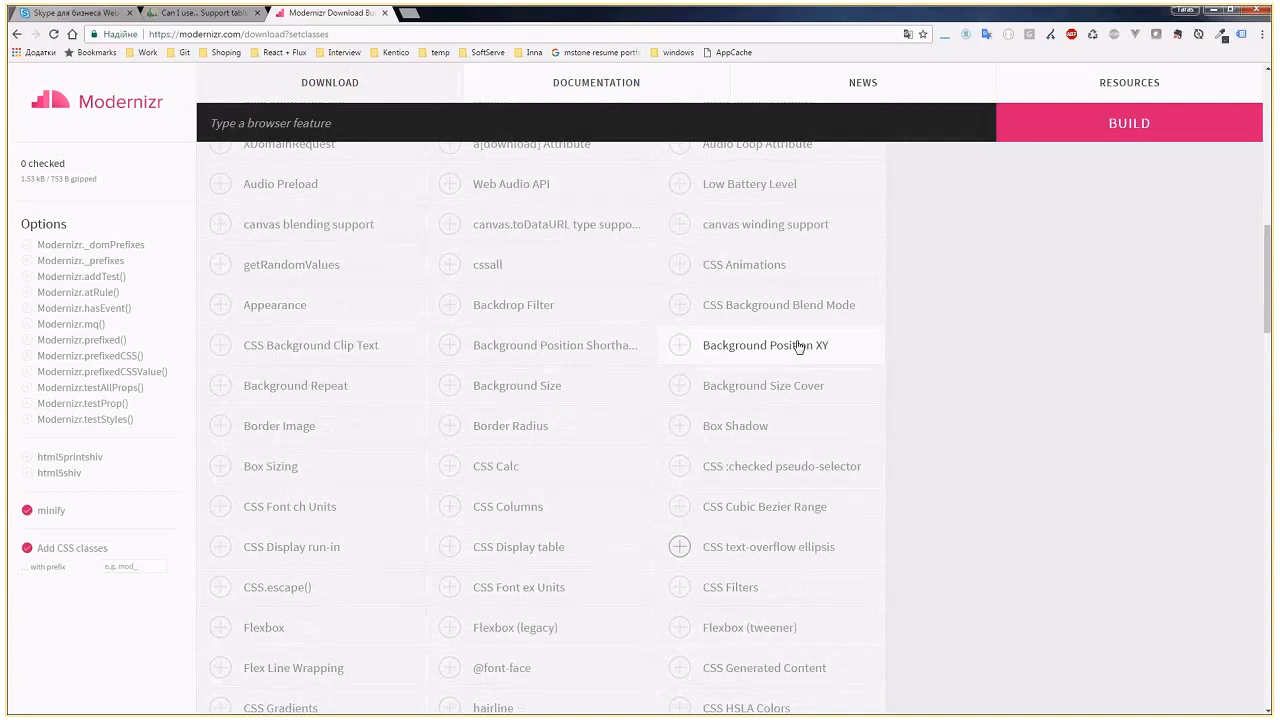 Skype для бизнеса Web
Can I use... Support table
Modernizr Download Bu
Taras
Надійне
https://modernizr.com/download?setclasses
Додатки
Bookmarks
Work
Git
Shoping
React + Flux
Interview
Kentico
temp
SoftServe
Inna
mstone resume portf
windows
AppCache
Modernizr
DOWNLOAD
DOCUMENTATION
NEWS
RESOURCES
Type a browser feature
BUILD
0 checked
1.53 kB / 753 B gzipped
Options
Modernizr._domPrefixes
Modernizr._prefixes
Modernizr.addTest()
Modernizr.atRule()
Modernizr.hasEvent()
Modernizr.mq()
Modernizr.prefixed()
Modernizr.prefixedCSS()
Modernizr.prefixedCSSValue()
Modernizr.testAllProps()
Modernizr.testProp()
Modernizr.testStyles()
html5printshiv
html5shiv
minify
Add CSS classes
... with prefix
e.g. mod_
XDomainRequest
a[download] Attribute
Audio Loop Attribute
Audio Preload
Web Audio API
Low Battery Level
canvas blending support
canvas.toDataURL type suppo...
canvas winding support
getRandomValues
cssall
CSS Animations
Appearance
Backdrop Filter
CSS Background Blend Mode
CSS Background Clip Text
Background Position Shortha...
Background Position XY
Background Repeat
Background Size
Background Size Cover
Border Image
Border Radius
Box Shadow
Box Sizing
CSS Calc
CSS :checked pseudo-selector
CSS Font ch Units
CSS Columns
CSS Cubic Bezier Range
CSS Display run-in
CSS Display table
CSS text-overflow ellipsis
CSS.escape()
CSS Font ex Units
CSS Filters
Flexbox
Flexbox (legacy)
Flexbox (tweener)
Flex Line Wrapping
@font-face
CSS Generated Content
CSS Gradients
hairline
CSS HSLA Colors